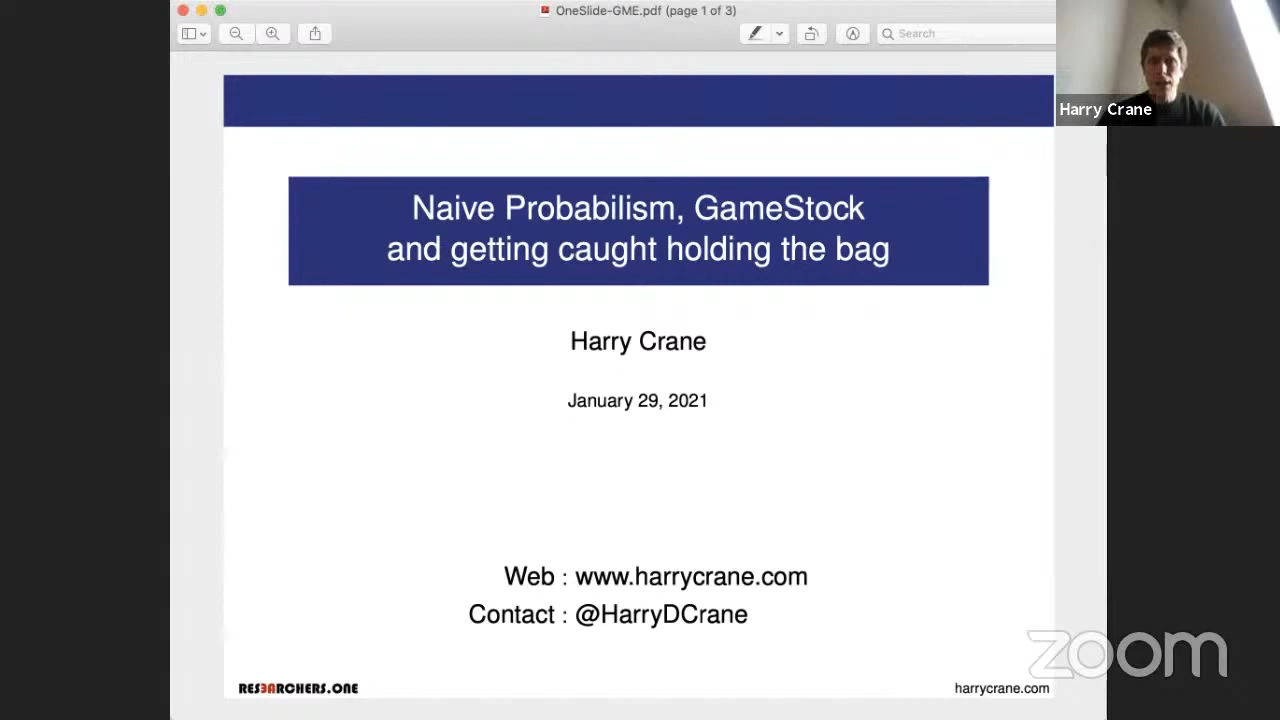 OneSlide-GME.pdf (page 1 of 3)
Search
Harry Crane
Naive Probabilism, GameStock
and getting caught holding the bag
Harry Crane
January 29, 2021
Web : www.harrycrane.com
Contact : @HarryDCrane
zoom
RES3ARCHERS.ONE
harrycrane.com